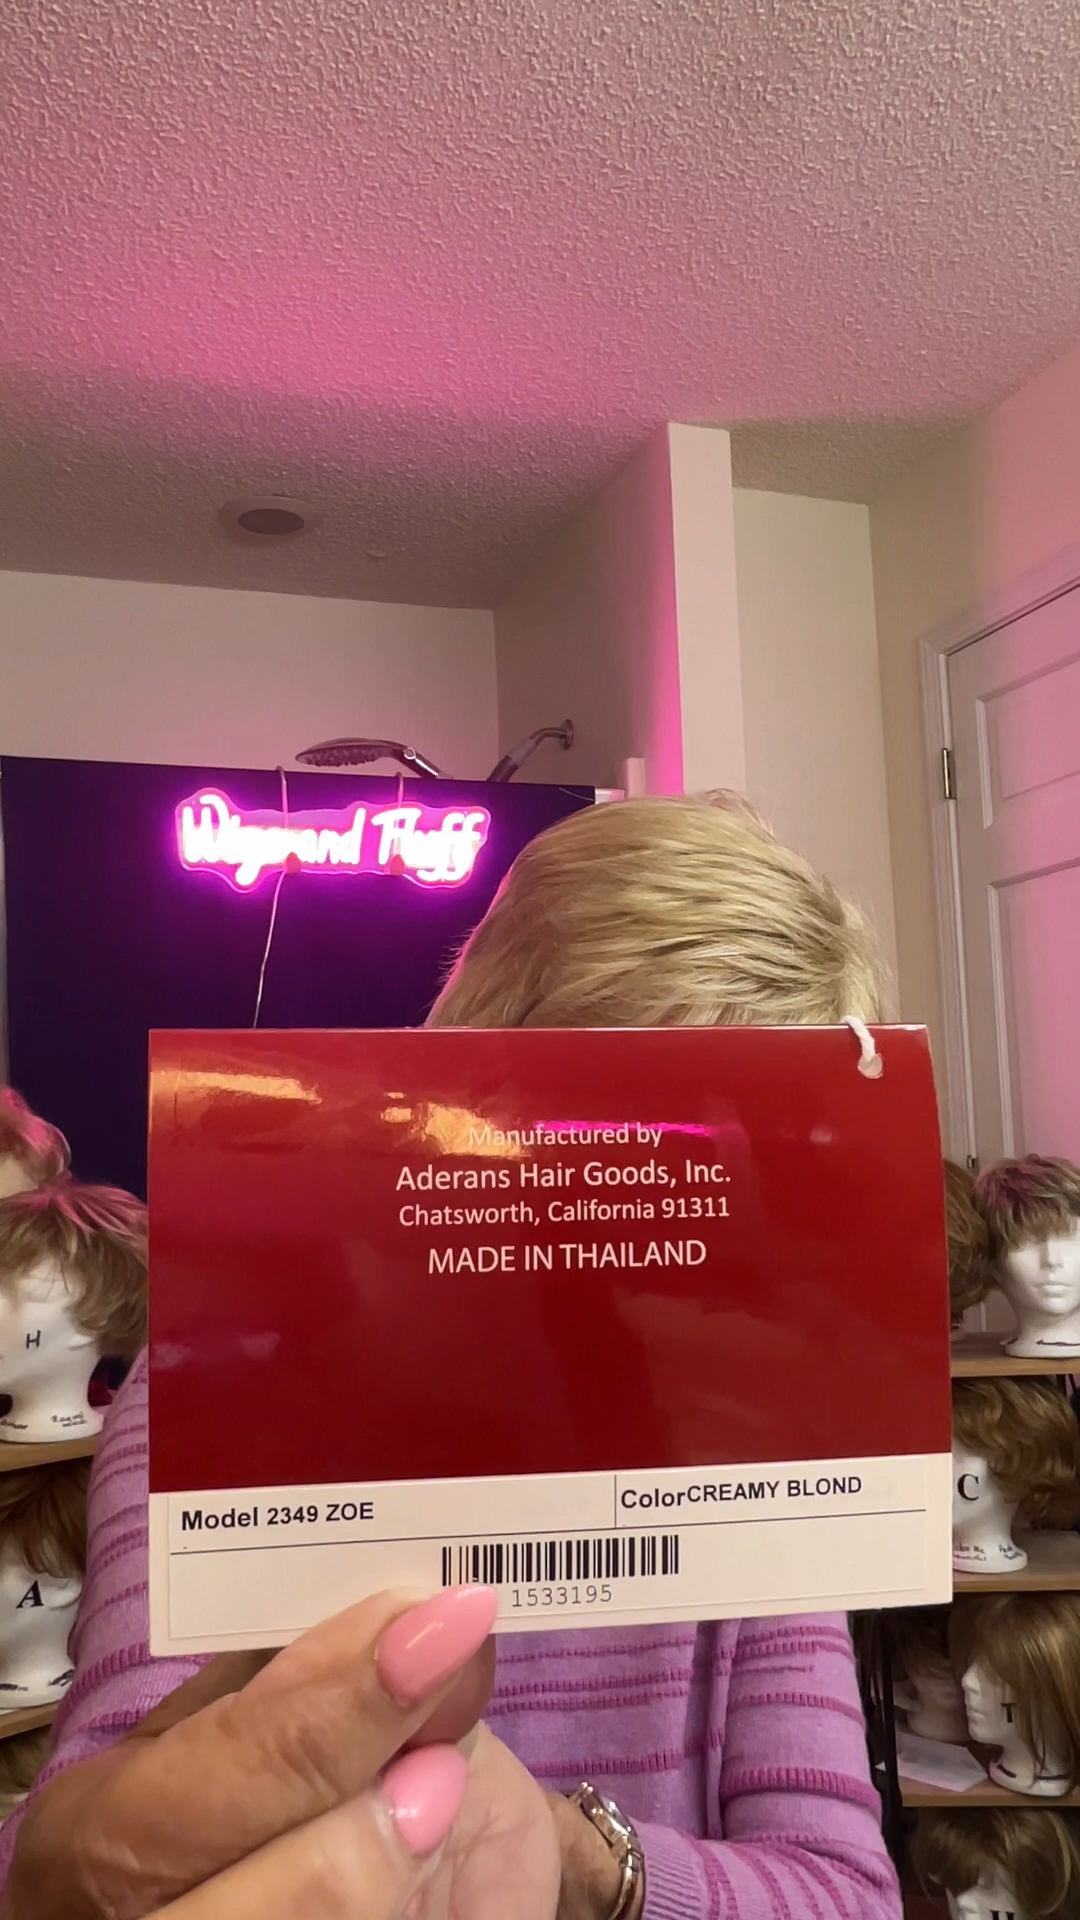 Wigs and Fluff
Manufactured by
Aderans Hair Goods, Inc.
Chatsworth, California 91311
MADE IN THAILAND
Model 2349 ZOE
ColorCREAMY BLOND
1533195
H
A
C
T